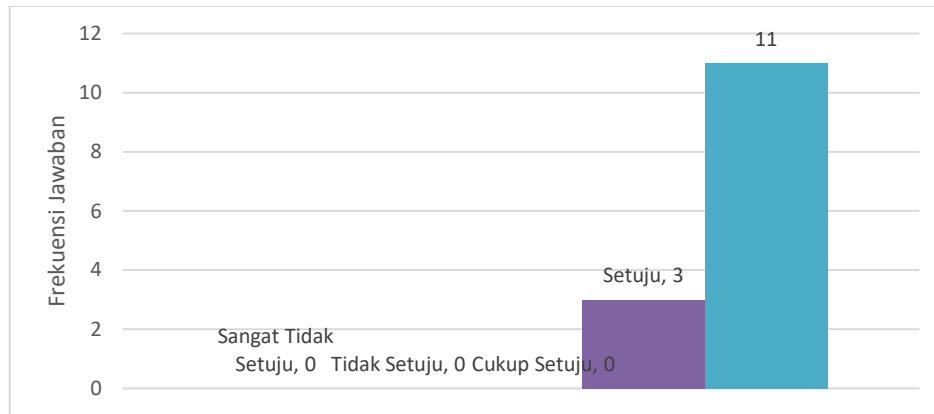 Frekuensi Jawaban
12
10
8
6
4
2
0
11
Setuju, 3
Sangat Tidak
Setuju, 0
Tidak Setuju, 0
Cukup Setuju, 0